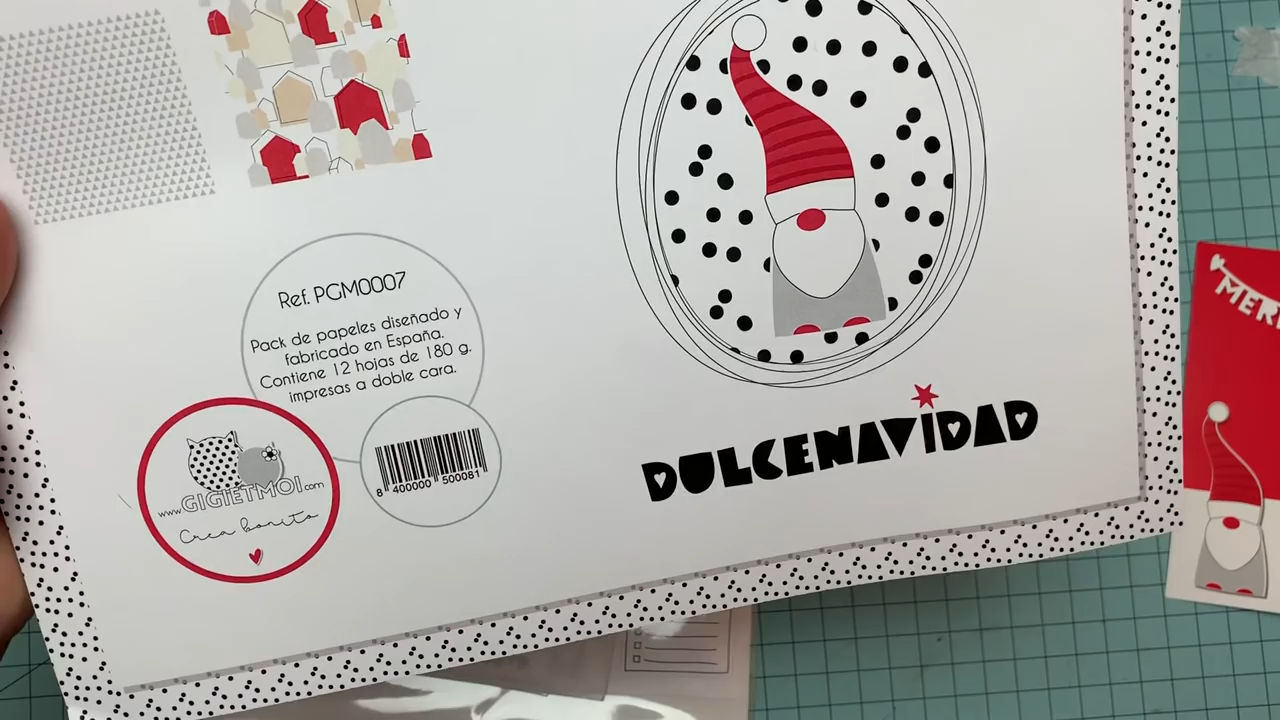 Ref. PGM0007
Pack de papeles diseñado y
fabricado en España.
Contiene 12 hojas de 180 g.
impresas a doble cara.
www.GIGIETMOI.com
Crea bonito
8 400000 500081
DULCENAVIDAD